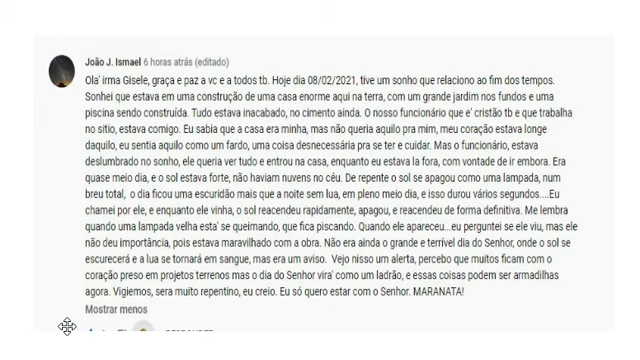 João J. Ismael 6 horas atrás (editado)
Ola' irma Gisele, graça e paz a vc e a todos tb. Hoje dia 08/02/2021, tive um sonho que relaciono ao fim dos tempos.
Sonhei que estava em uma construção de uma casa enorme aqui na terra, com um grande jardim nos fundos e uma
piscina sendo construída. Tudo estava inacabado, no cimento ainda. O nosso funcionário que e' cristão tb e que trabalha
no sitio, estava comigo. Eu sabia que a casa era minha, mas não queria aquilo pra mim, meu coração estava longe
daquilo, eu sentia aquilo como um fardo, uma coisa desnecessária pra se ter e cuidar. Mas o funcionário, estava
deslumbrado no sonho, ele queria ver tudo e entrou na casa, enquanto eu estava la fora, com vontade de ir embora. Era
quase meio dia, e o sol estava forte, não haviam nuvens no céu. De repente o sol se apagou como uma lampada, num
breu total, o dia ficou uma escuridão mais que a noite sem lua, em pleno meio dia, e isso durou vários segundos....Eu
chamei por ele, e enquanto ele vinha, o sol reacendeu rapidamente, apagou, e reacendeu de forma definitiva. Me lembra
quando uma lampada velha esta' se queimando, que fica piscando. Quando ele apareceu...eu perguntei se ele viu, mas ele
não deu importância, pois estava maravilhado com a obra. Não era ainda o grande e terrível dia do Senhor, onde o sol se
escurecerá e a lua se tornará em sangue, mas era um aviso. Vejo nisso um alerta, percebo que muitos ficam com o
coração preso em projetos terrenos mas o dia do Senhor vira' como um ladrão, e essas coisas podem ser armadilhas
agora. Vigiemos, sera muito repentino, eu creio. Eu só quero estar com o Senhor. MARANATA!
Mostrar menos